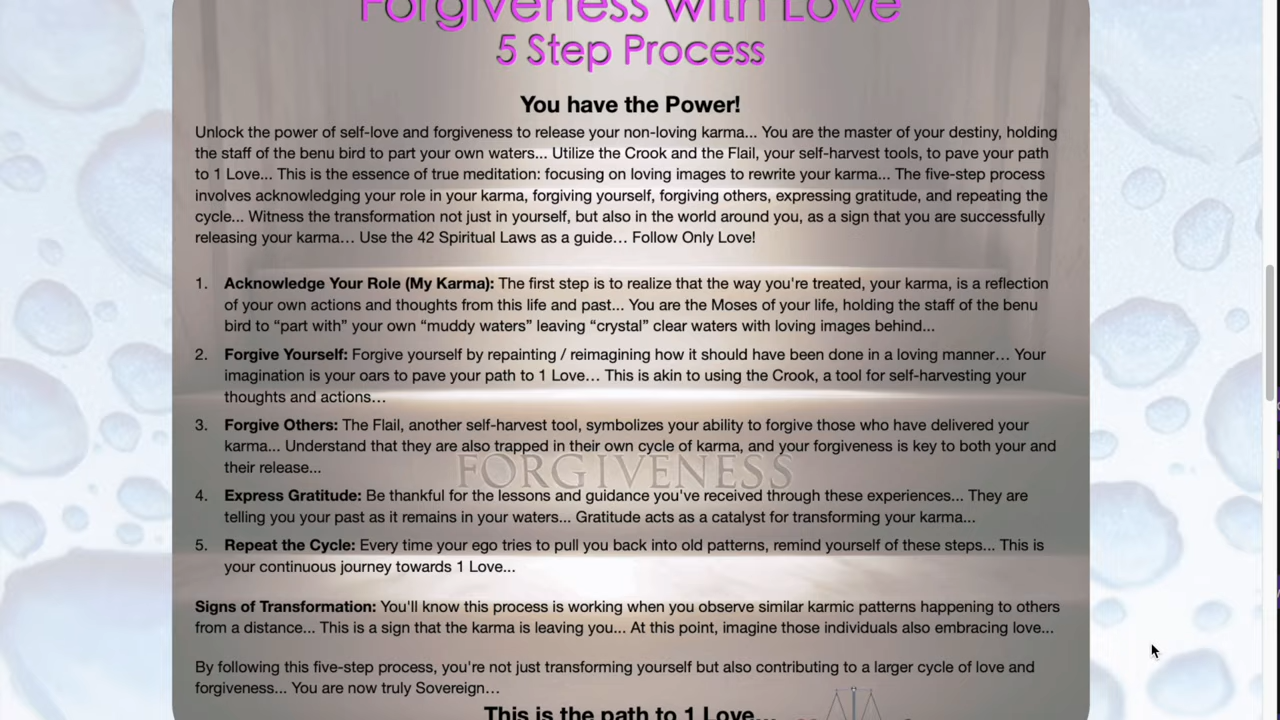 Forgiveness with Love
5 Step Process
You have the Power!
Unlock the power of self-love and forgiveness to release your non-loving karma... You are the master of your destiny, holding
the staff of the benu bird to part your own waters... Utilize the Crook and the Flail, your self-harvest tools, to pave your path
to 1 Love... This is the essence of true meditation: focusing on loving images to rewrite your karma... The five-step process
involves acknowledging your role in your karma, forgiving yourself, forgiving others, expressing gratitude, and repeating the
cycle... Witness the transformation not just in yourself, but also in the world around you, as a sign that you are successfully
releasing your karma… Use the 42 Spiritual Laws as a guide… Follow Only Love!
1. Acknowledge Your Role (My Karma): The first step is to realize that the way you're treated, your karma, is a reflection
of your own actions and thoughts from this life and past... You are the Moses of your life, holding the staff of the benu
bird to “part with” your own “muddy waters” leaving “crystal” clear waters with loving images behind...
2. Forgive Yourself: Forgive yourself by repainting / reimagining how it should have been done in a loving manner… Your
imagination is your oars to pave your path to 1 Love… This is akin to using the Crook, a tool for self-harvesting your
thoughts and actions…
3. Forgive Others: The Flail, another self-harvest tool, symbolizes your ability to forgive those who have delivered your
karma... Understand that they are also trapped in their own cycle of karma, and your forgiveness is key to both your and
their release...
FORGIVENESS
4. Express Gratitude: Be thankful for the lessons and guidance you've received through these experiences... They are
telling you your past as it remains in your waters... Gratitude acts as a catalyst for transforming your karma...
5. Repeat the Cycle: Every time your ego tries to pull you back into old patterns, remind yourself of these steps... This is
your continuous journey towards 1 Love...
Signs of Transformation: You'll know this process is working when you observe similar karmic patterns happening to others
from a distance... This is a sign that the karma is leaving you... At this point, imagine those individuals also embracing love...
By following this five-step process, you're not just transforming yourself but also contributing to a larger cycle of love and
forgiveness... You are now truly Sovereign…
This is the path to 1 Love...